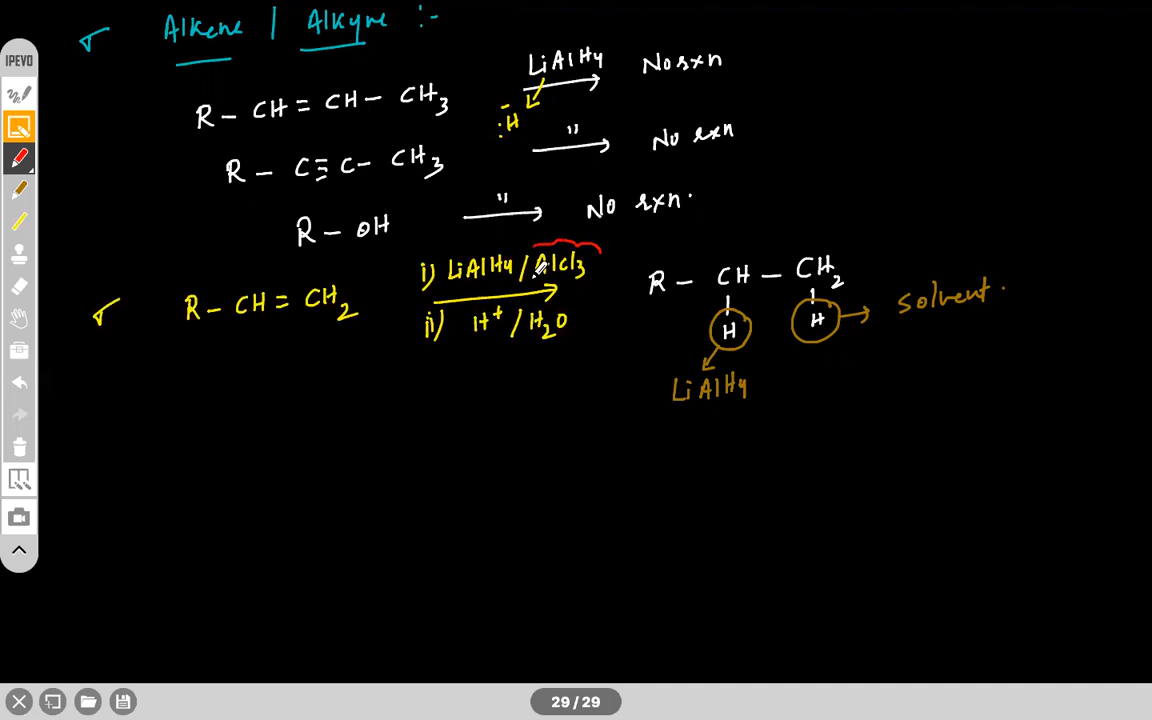 IPEVO
Alkene / Alkyne :-
R - CH = CH - CH3 LiAlH4 No rxn
:H-
R - C ≡ C - CH3 " No rxn
R - OH " No rxn.
R - CH = CH2 i) LiAlH4 / AlCl3 R - CH - CH2
ii) H+ / H2O H H solvent.
LiAlH4
29 / 29